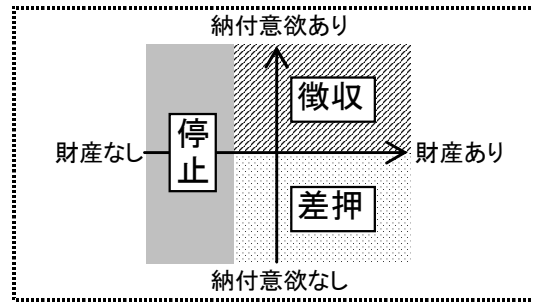 納付意欲あり
徴収
財産なし
停止
財産あり
差押
納付意欲なし